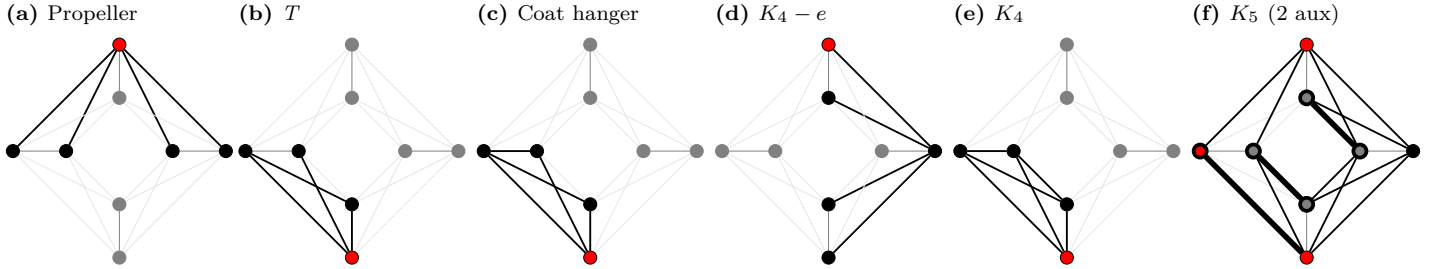 (a) Propeller
(b) T
(c) Coat hanger
(d) K₄ − e
(e) K₄
(f) K₅ (2 aux)